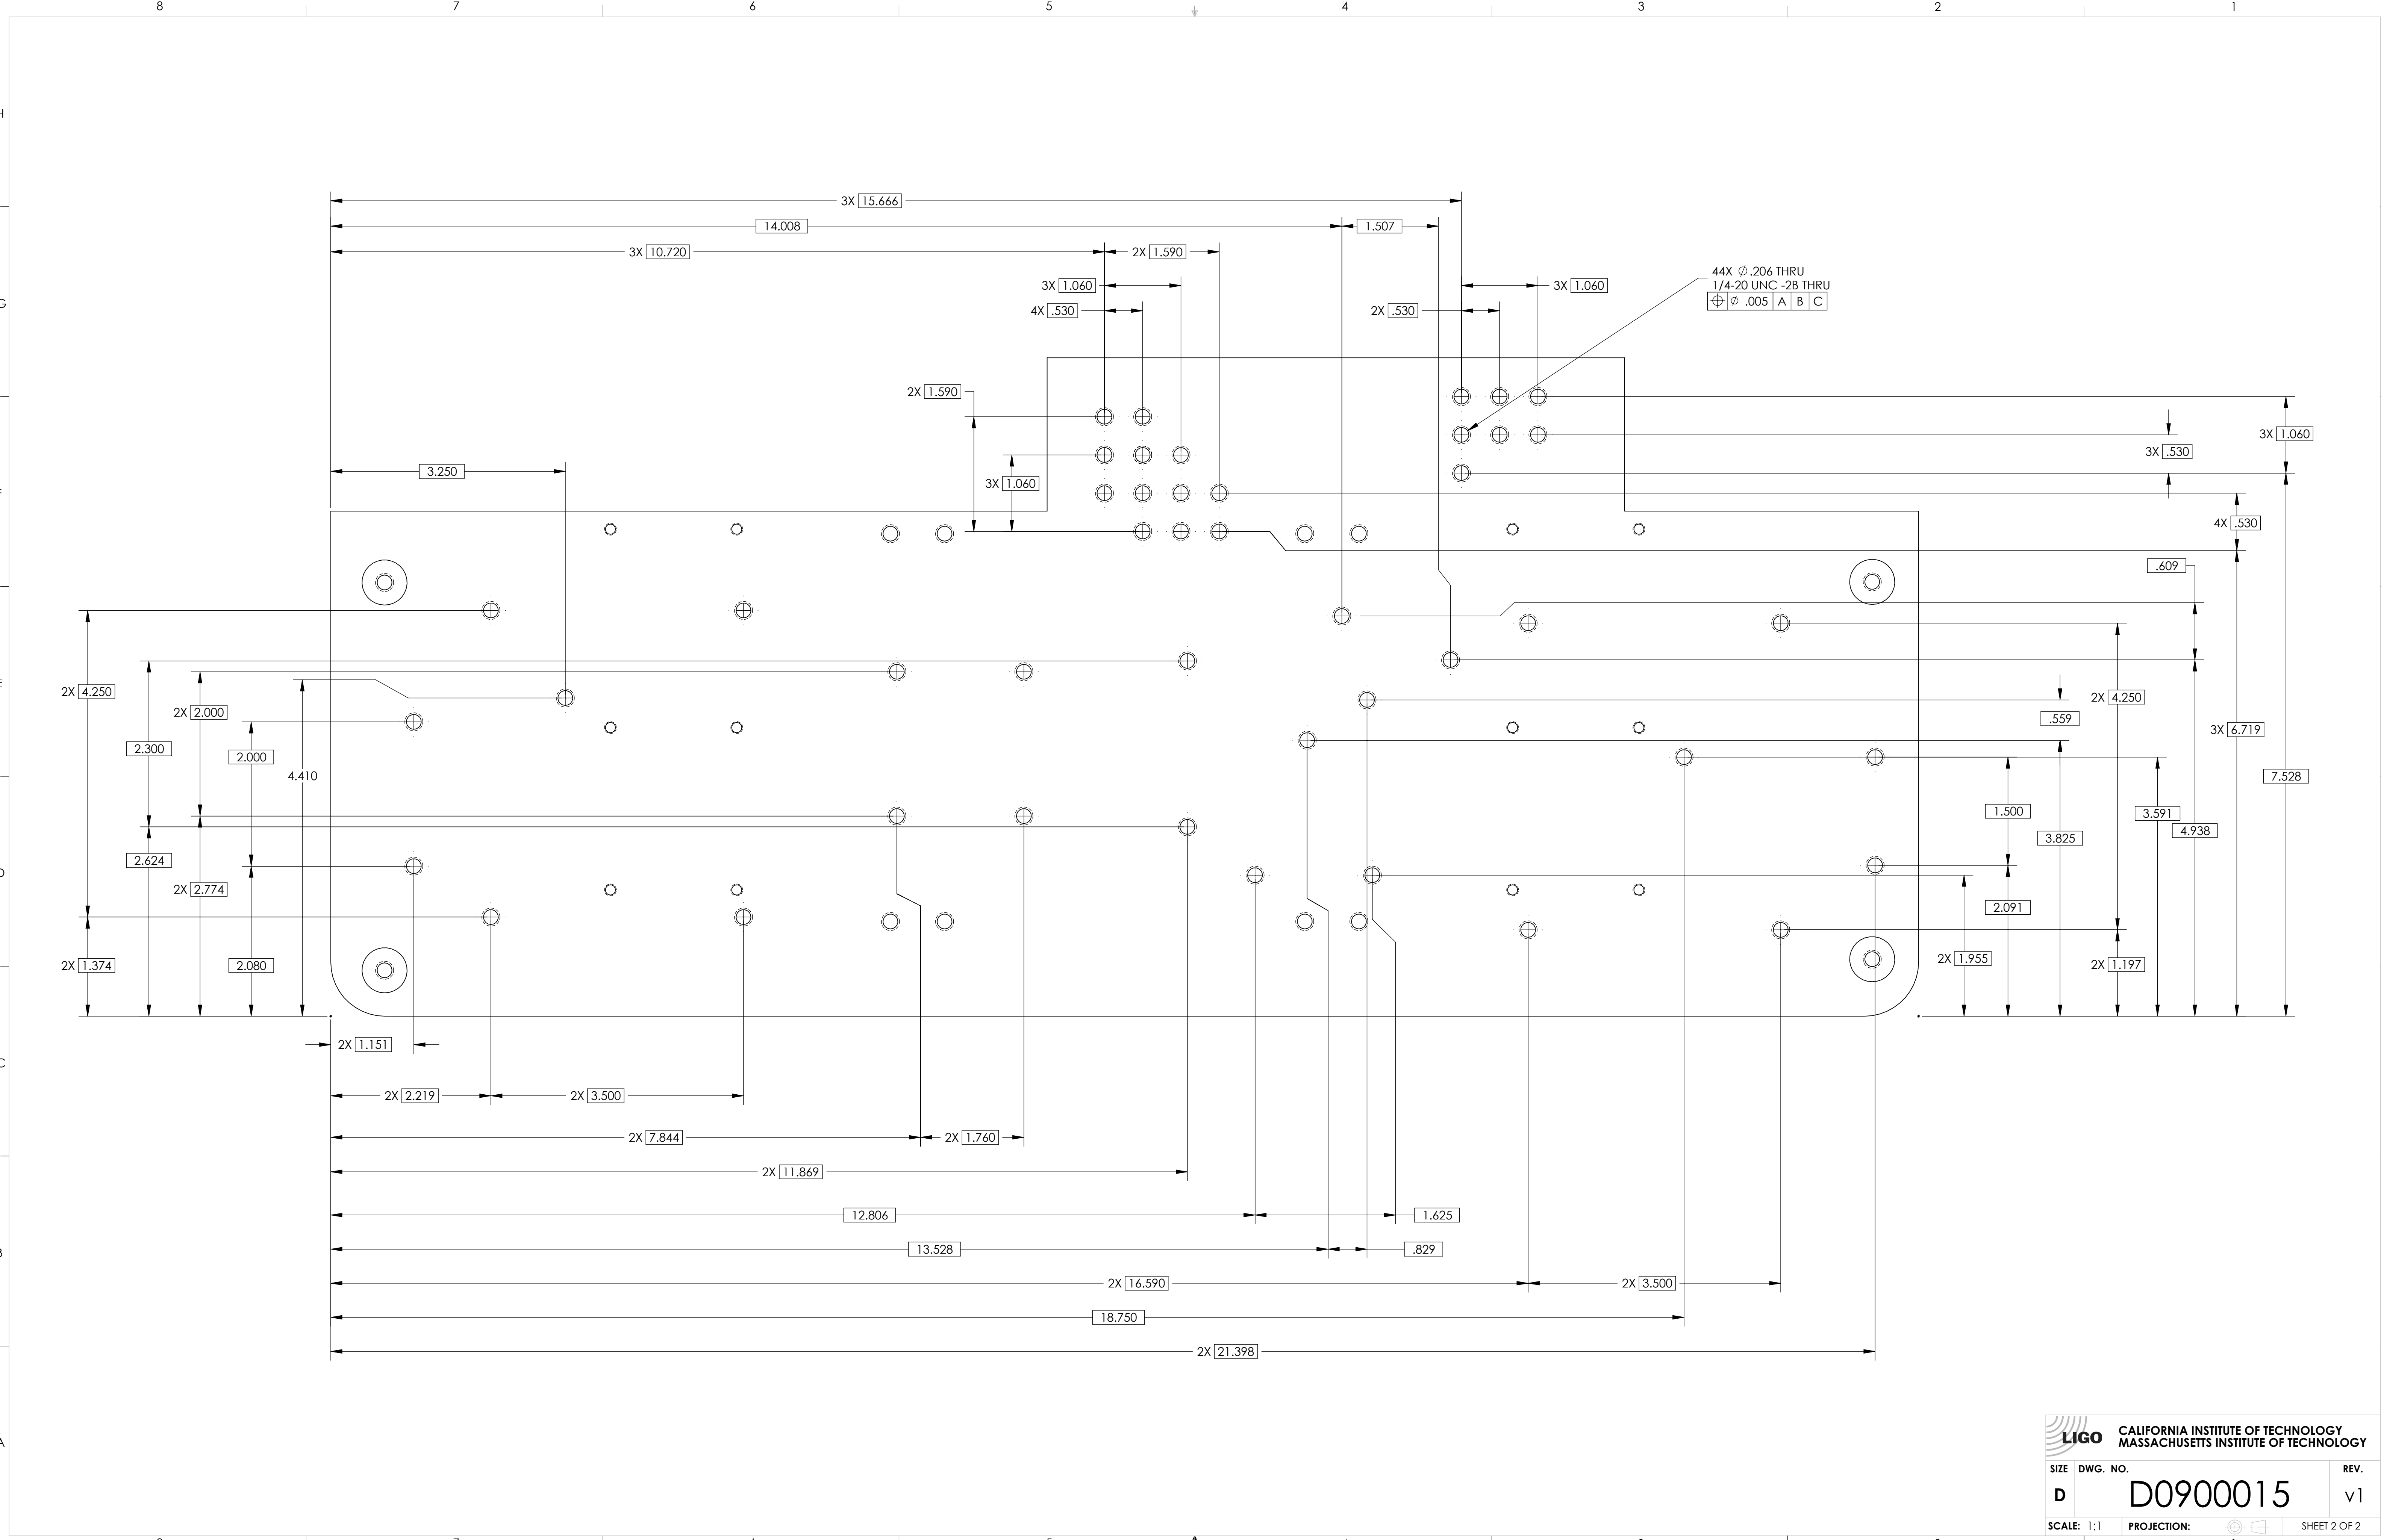 8 7 6 5 4 3 2 1
H
3X 15.666
14.008 1.507
3X 10.720 2X 1.590
44X Ø.206 THRU
1/4-20 UNC -2B THRU
⌖ Ø .005 A B C
3X 1.060 3X 1.060
G
4X .530 2X .530
2X 1.590
3X 1.060
3X .530
3.250
3X 1.060
F
4X .530
.609
E
2X 4.250
2X 4.250
2X 2.000
.559
3X 6.719
2.300
2.000
4.410
7.528
1.500
3.591
4.938
3.825
2.624
D
2X 2.774
2.091
2X 1.955
2X 1.374
2.080
2X 1.197
2X 1.151
C
2X 2.219 2X 3.500
2X 7.844 2X 1.760
2X 11.869
12.806 1.625
B
13.528 .829
2X 16.590 2X 3.500
18.750
2X 21.398
A
LIGO
CALIFORNIA INSTITUTE OF TECHNOLOGY
MASSACHUSETTS INSTITUTE OF TECHNOLOGY
SIZE DWG. NO. REV.
D D0900015 v1
SCALE: 1:1 PROJECTION: SHEET 2 OF 2